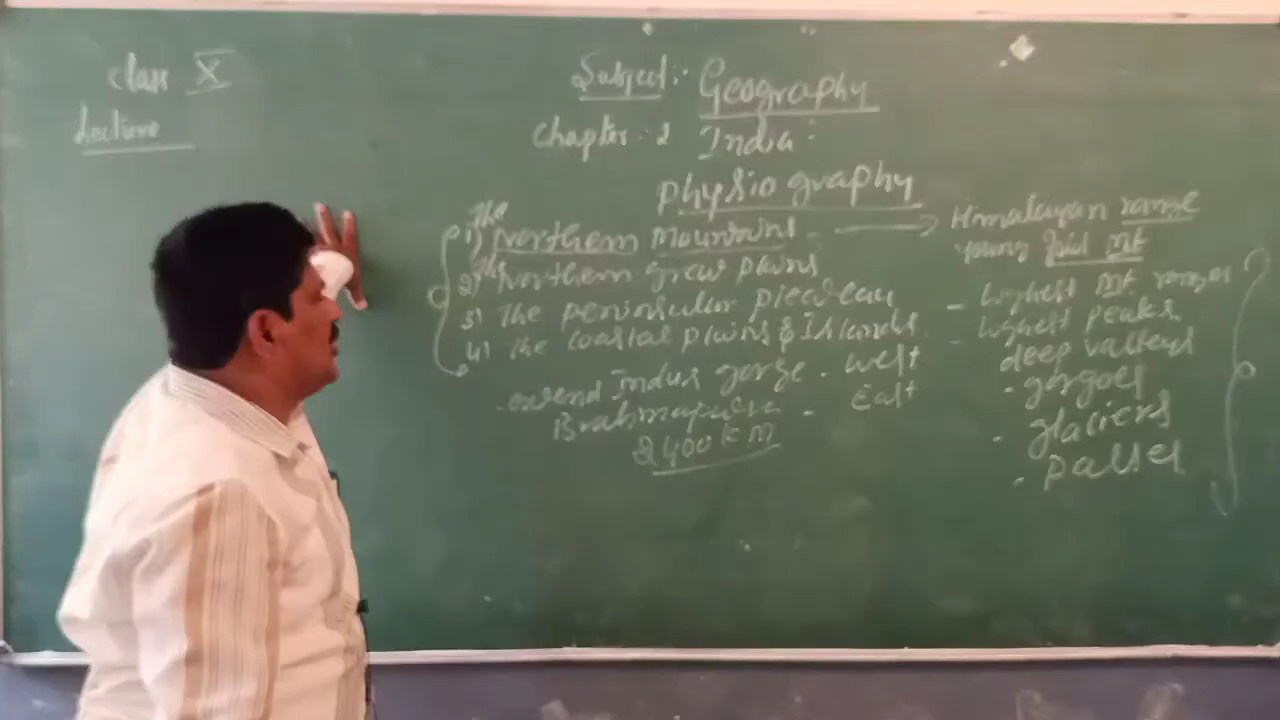 class X
Lecture
Subject:- Geography
Chapter: 2 India
Physiography
1) The Northern Mountains → Himalayan range
young fold mt
2) The Northern great plains
3) The peninsular plateau
4) The coastal plains & Islands
- extend Indus gorge - West
Brahmaputra - East
2400 KM
- highest mt ranges
- highest peaks
deep valleys
- gorges
- glaciers
- passes